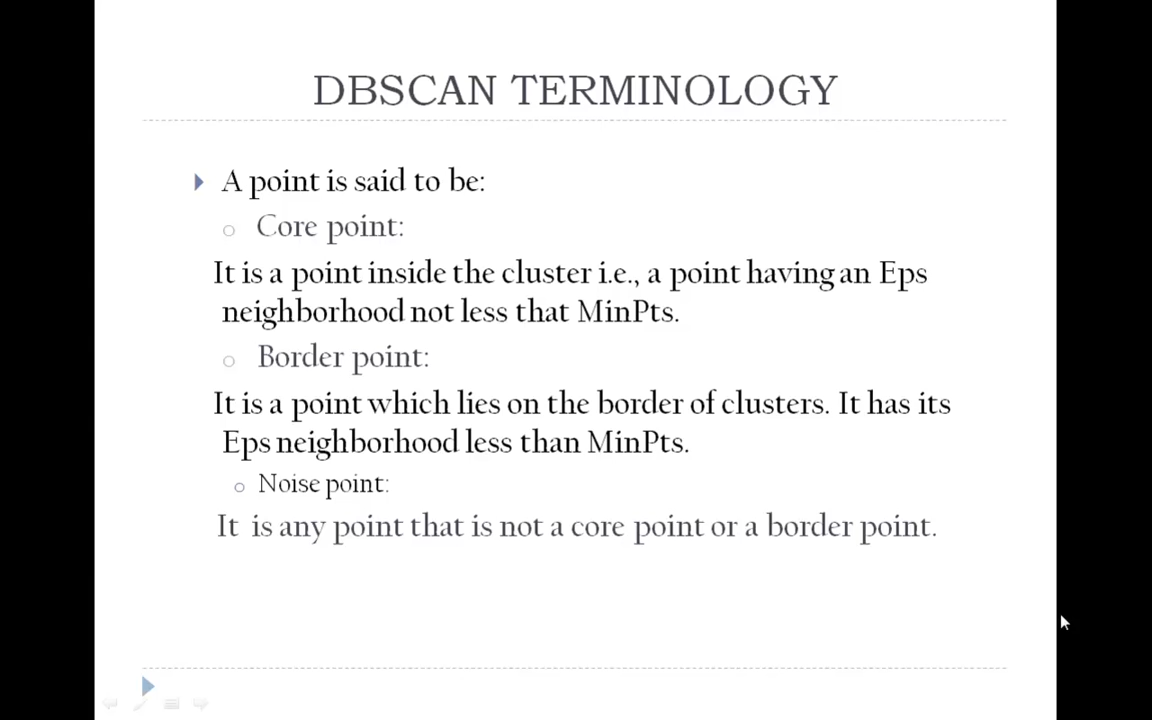 DBSCAN TERMINOLOGY
A point is said to be:
Core point:
It is a point inside the cluster i.e., a point having an Eps
neighborhood not less that MinPts.
Border point:
It is a point which lies on the border of clusters. It has its
Eps neighborhood less than MinPts.
Noise point:
It is any point that is not a core point or a border point.